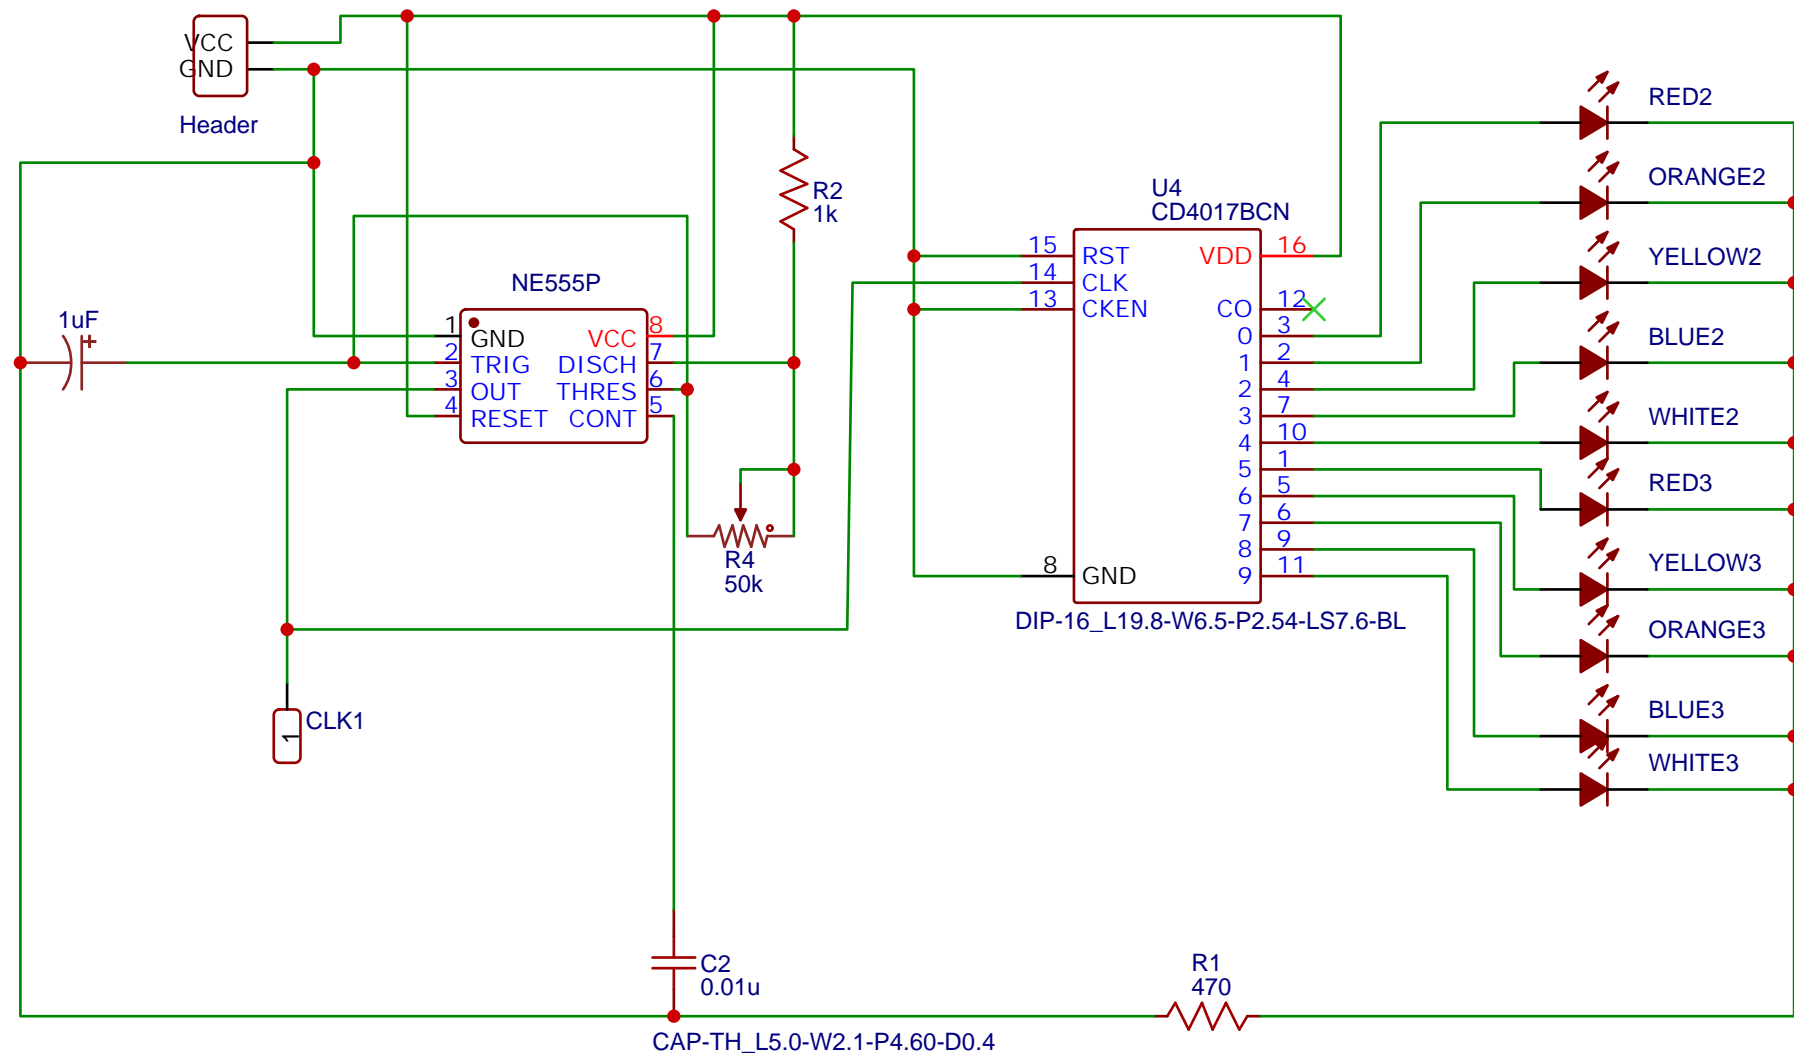 VCC
GND
Header
1uF
NE555P
1
GND
2
TRIG
3
OUT
4
RESET
VCC
8
DISCH
7
THRES
6
CONT
5
R2
1k
R4
50k
CLK1
1
U4
CD4017BCN
15
RST
14
CLK
13
CKEN
8
GND
VDD
16
CO
12
0
3
1
2
2
4
3
7
4
10
5
1
6
5
7
6
8
9
9
11
DIP-16_L19.8-W6.5-P2.54-LS7.6-BL
RED2
ORANGE2
YELLOW2
BLUE2
WHITE2
RED3
YELLOW3
ORANGE3
BLUE3
WHITE3
C2
0.01u
CAP-TH_L5.0-W2.1-P4.60-D0.4
R1
470